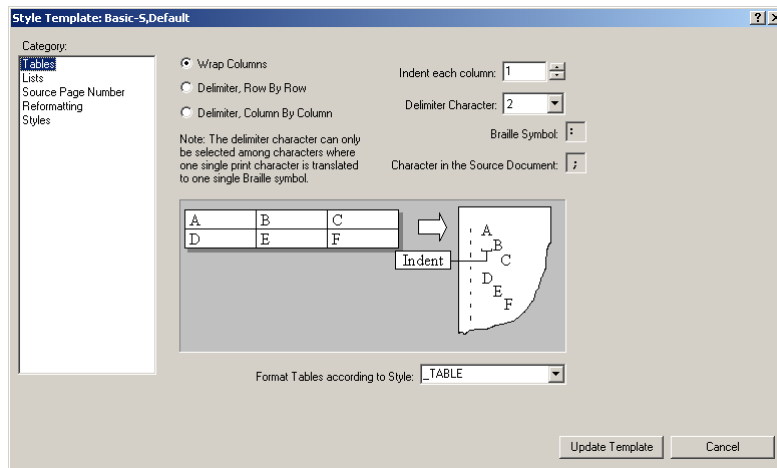 Style Template: Basic-S,Default
Category:
Tables
Lists
Source Page Number
Reformatting
Styles
Wrap Columns
Delimiter, Row By Row
Delimiter, Column By Column
Note: The delimiter character can only
be selected among characters where
one single print character is translated
to one single Braille symbol.
Indent each column: 1
Delimiter Character: 2
Braille Symbol: :
Character in the Source Document: ;
A B C
D E F
Indent
A
B
C
D
E
F
Format Tables according to Style: _TABLE
Update Template Cancel